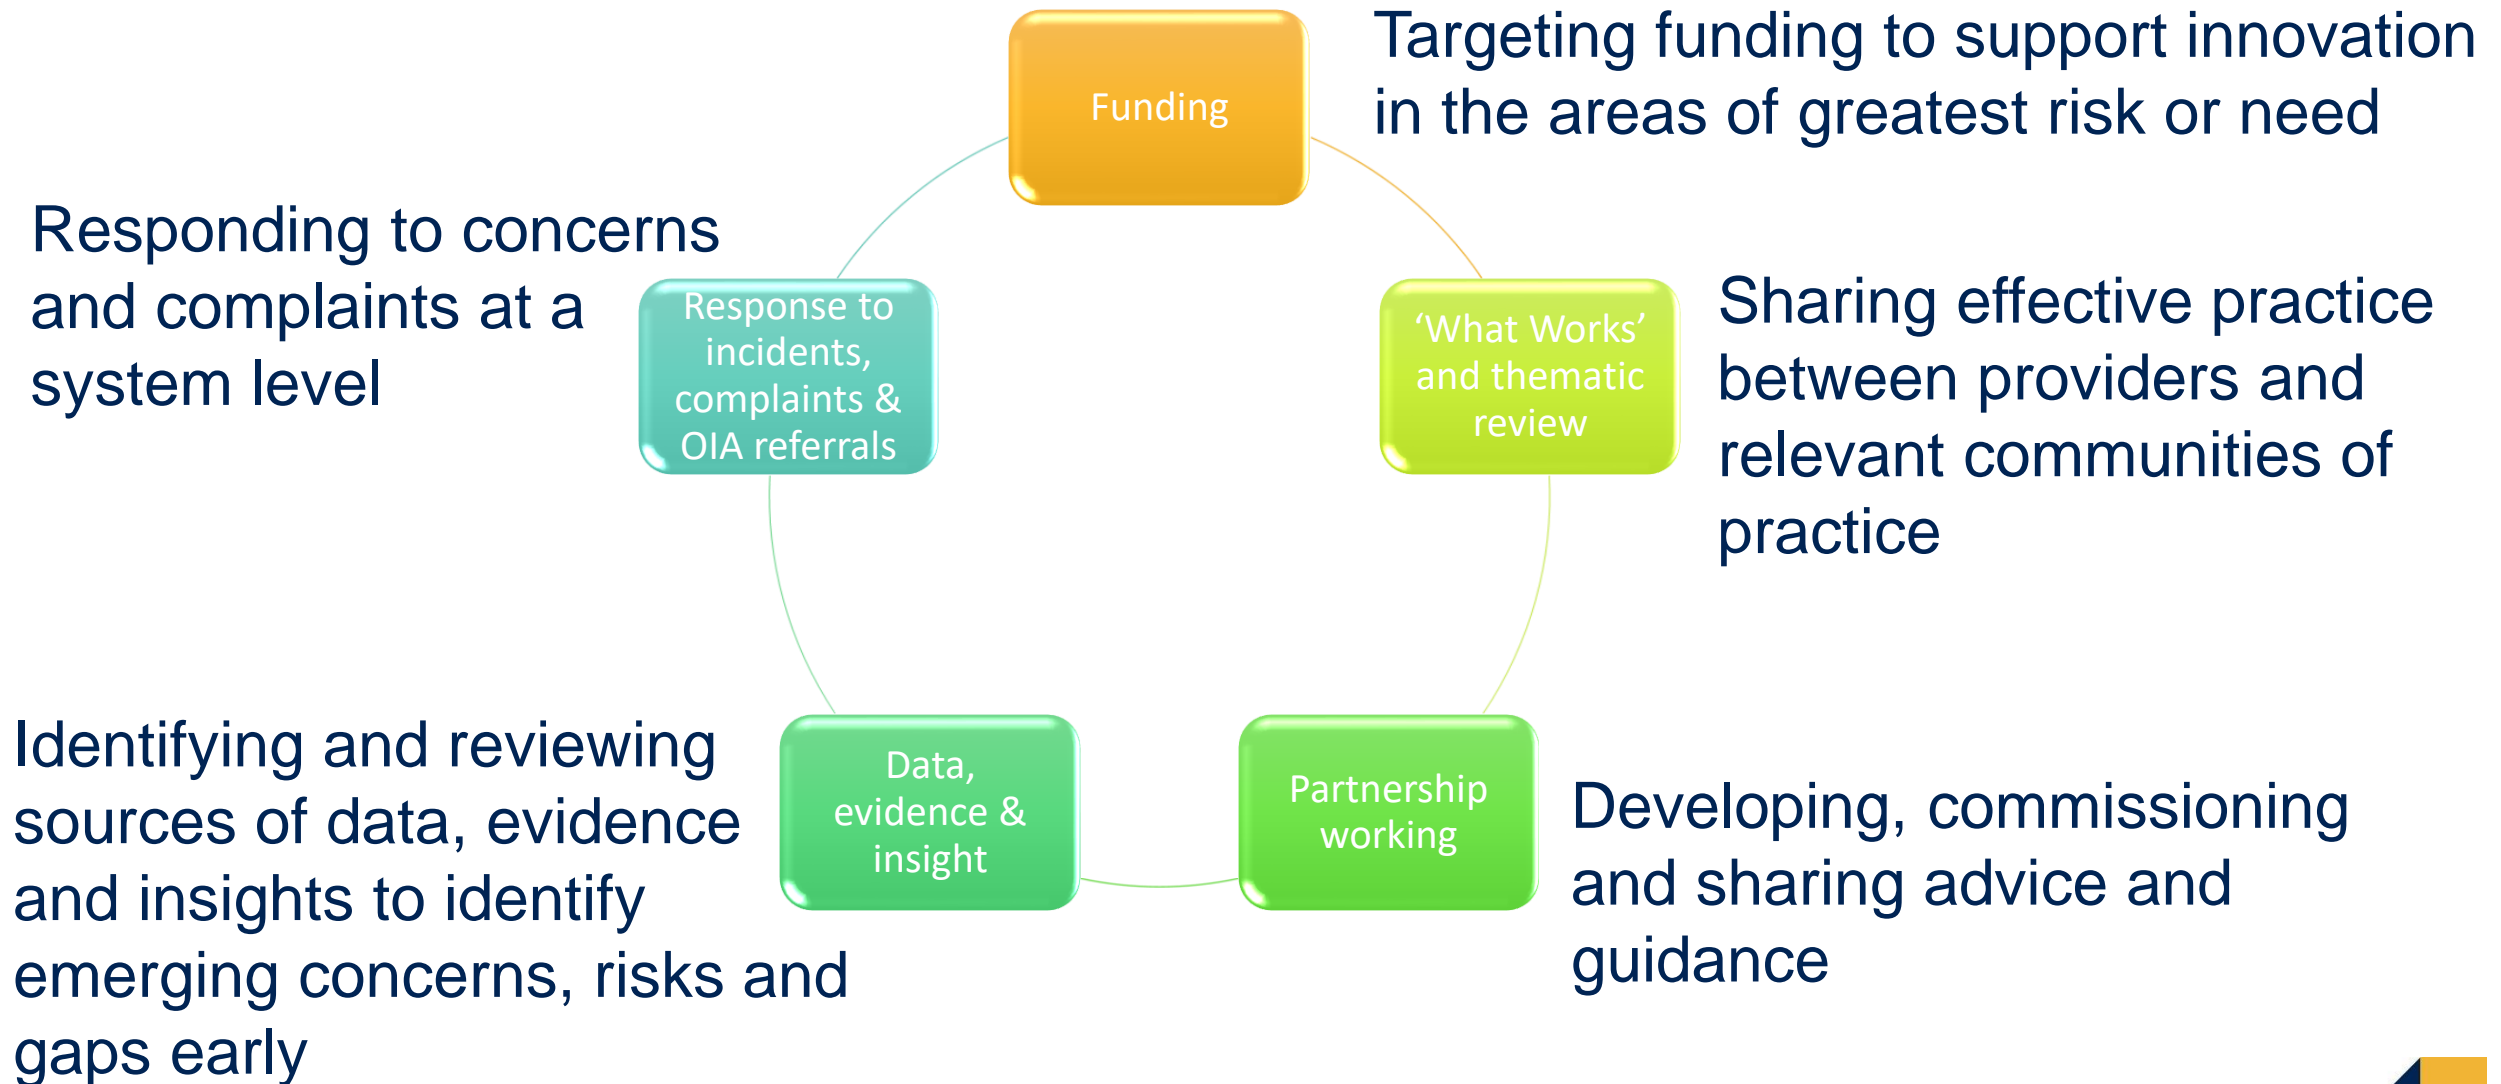 Funding
Targeting funding to support innovation
in the areas of greatest risk or need
Responding to concerns
and complaints at a
system level
Response to
incidents,
complaints &
OIA referrals
‘What Works’
and thematic
review
Sharing effective practice
between providers and
relevant communities of
practice
Identifying and reviewing
sources of data, evidence
and insights to identify
emerging concerns, risks and
gaps early
Data,
evidence &
insight
Partnership
working
Developing, commissioning
and sharing advice and
guidance